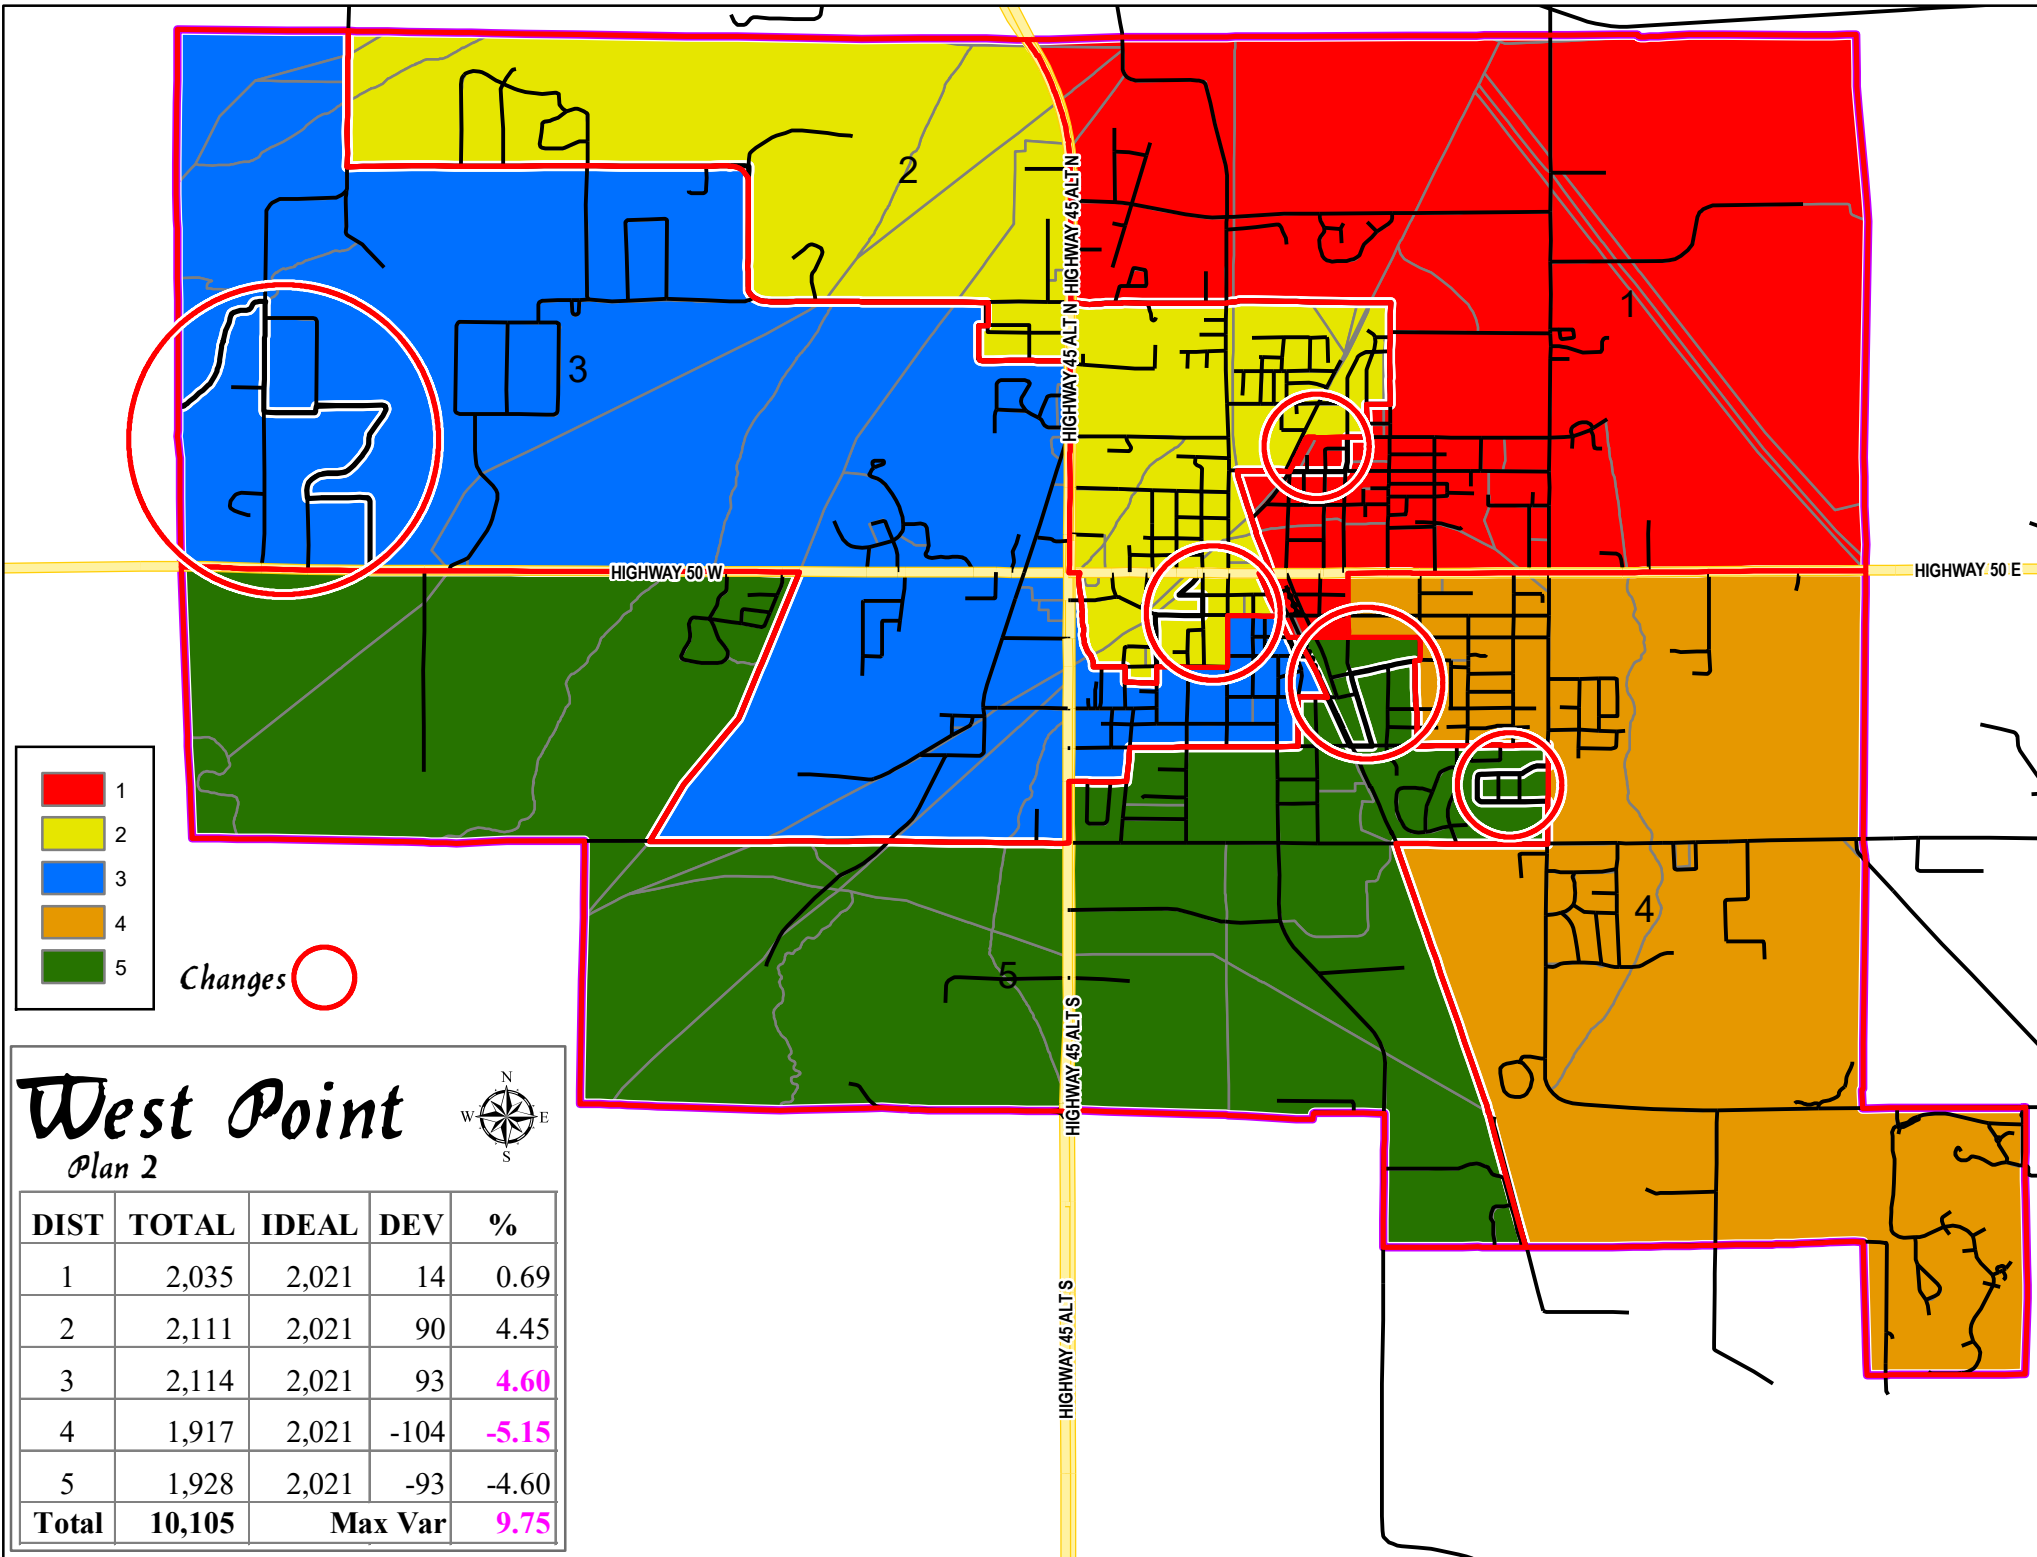 HIGHWAY 45 ALT N
HIGHWAY 45 ALT N
2
1
3
HIGHWAY 50 W
HIGHWAY 50 E
4
5
HIGHWAY 45 ALT S
HIGHWAY 45 ALT S
1
2
3
4
5
Changes
West Point
Plan 2
N
W E
S
DIST TOTAL IDEAL DEV %
1 2,035 2,021 14 0.69
2 2,111 2,021 90 4.45
3 2,114 2,021 93 4.60
4 1,917 2,021 -104 -5.15
5 1,928 2,021 -93 -4.60
Total 10,105 Max Var 9.75